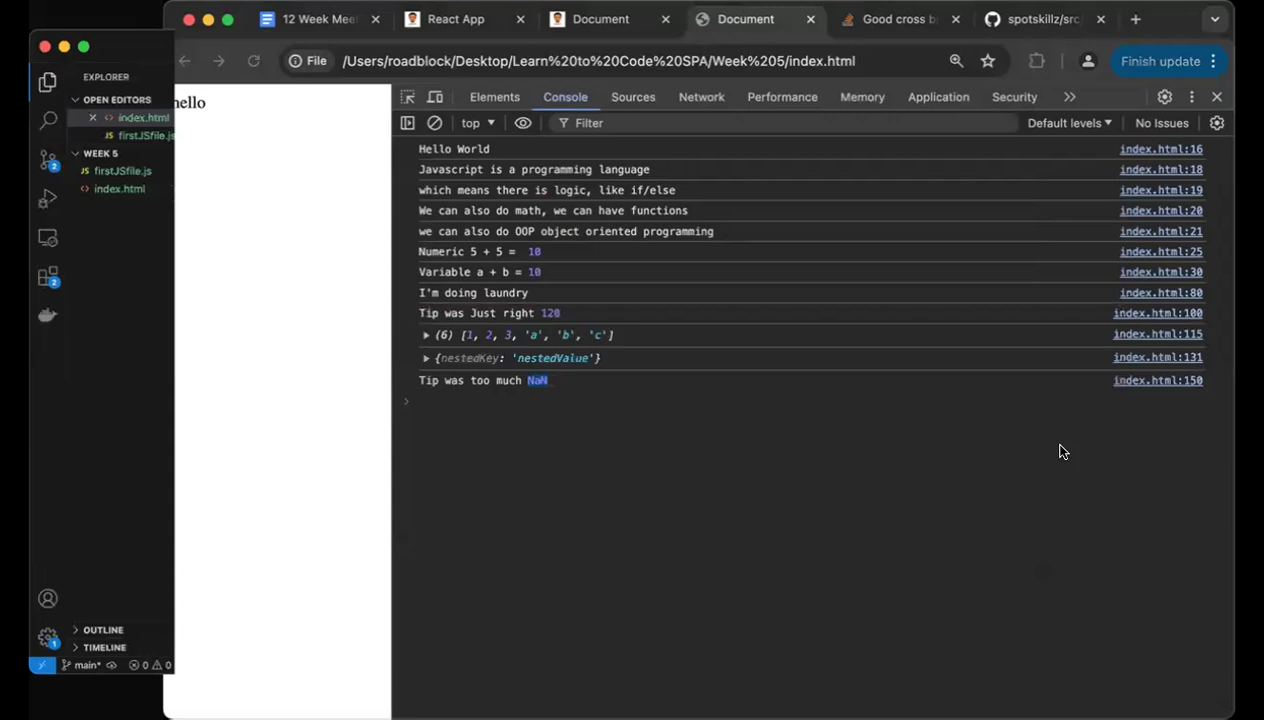 12 Week Mee
React App
Document
Document
Good cross b
spotskillz/src
File
/Users/roadblock/Desktop/Learn%20to%20Code%20SPA/Week%205/index.html
Finish update
EXPLORER
OPEN EDITORS
index.html
firstJSfile.js
WEEK 5
JS firstJSfile.js
index.html
2
2
1
OUTLINE
TIMELINE
main*
0
0
hello
Elements
Console
Sources
Network
Performance
Memory
Application
Security
top
Filter
Default levels
No Issues
Hello World index.html:16
Javascript is a programming language index.html:18
which means there is logic, like if/else index.html:19
We can also do math, we can have functions index.html:20
we can also do OOP object oriented programming index.html:21
Numeric 5 + 5 = 10 index.html:25
Variable a + b = 10 index.html:30
I'm doing laundry index.html:80
Tip was Just right 120 index.html:100
(6) [1, 2, 3, 'a', 'b', 'c'] index.html:115
{nestedKey: 'nestedValue'} index.html:131
Tip was too much NaN index.html:150